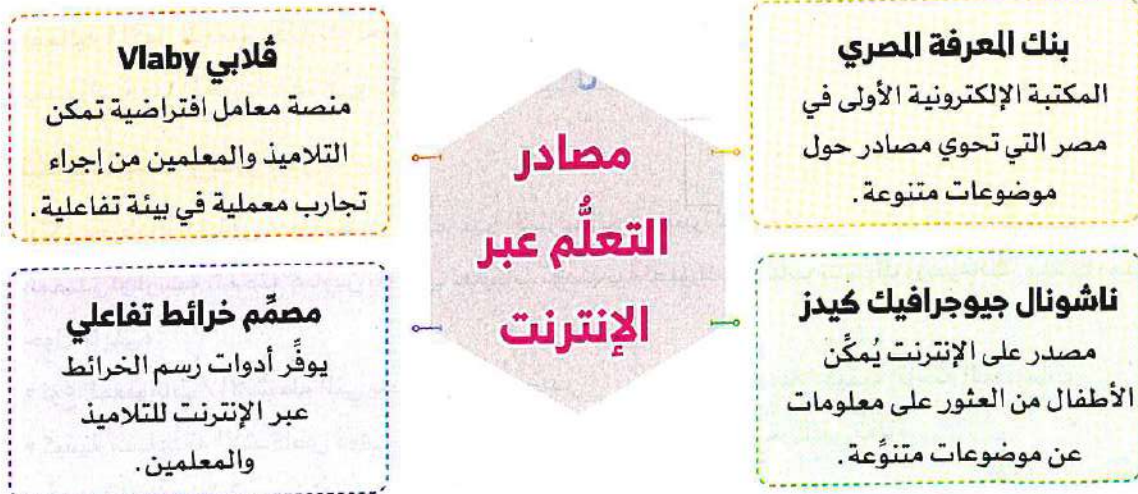 مصادر
التعلُّم عبر
الإنترنت
بنك المعرفة المصري
المكتبة الإلكترونية الأولى في
مصر التي تحوي مصادر حول
موضوعات متنوعة.
ڤلابي Vlaby
منصة معامل افتراضية تمكن
التلاميذ والمعلمين من إجراء
تجارب معملية في بيئة تفاعلية.
ناشونال جيوجرافيك كيدز
مصدر على الإنترنت يُمكِّن
الأطفال من العثور على معلومات
عن موضوعات متنوِّعة.
مصمِّم خرائط تفاعلي
يوفِّر أدوات رسم الخرائط
عبر الإنترنت للتلاميذ
والمعلمين.